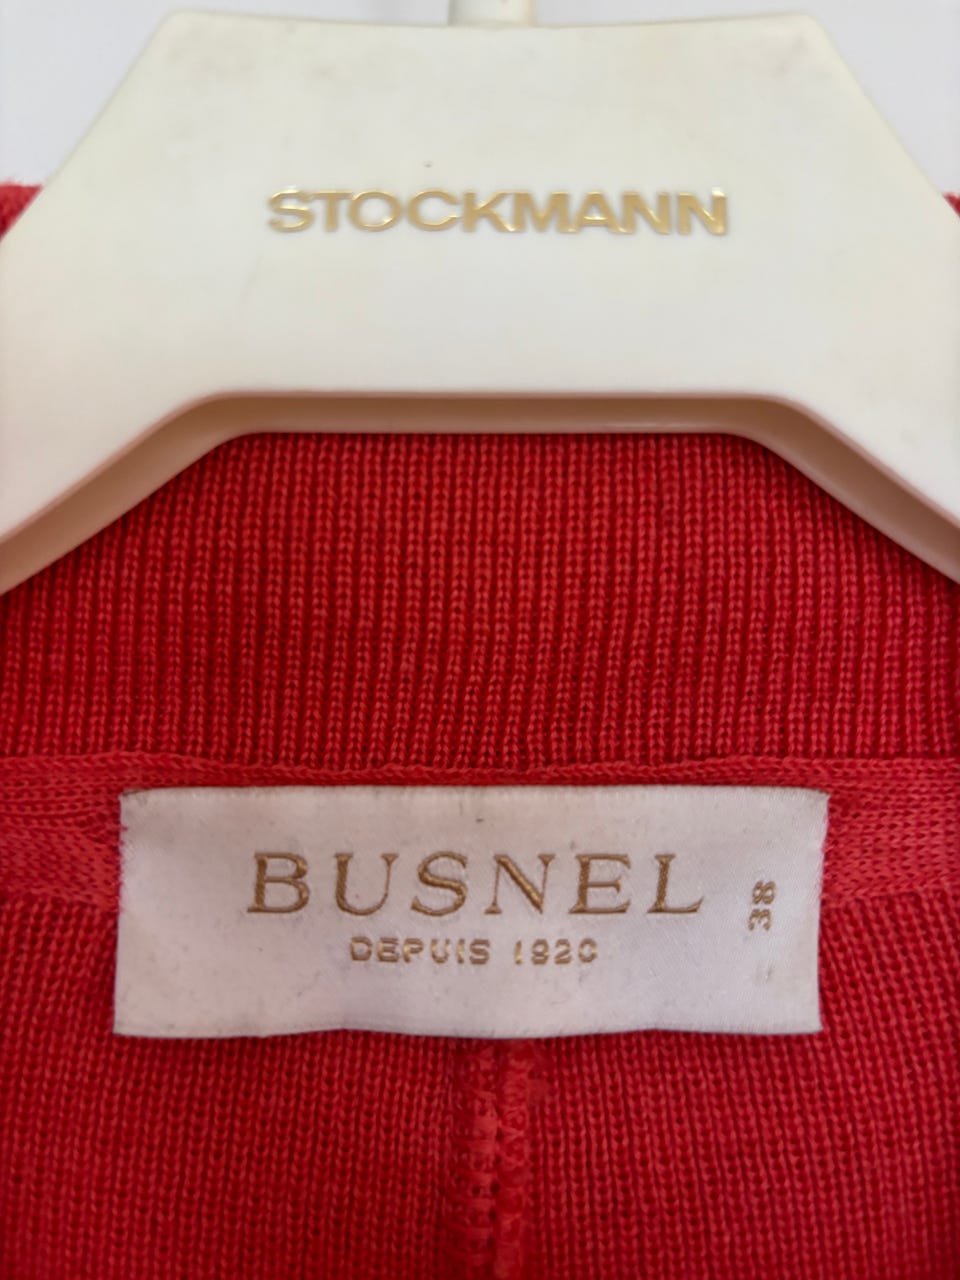 STOCKMANN
BUSNEL
DEPUIS 1920
38